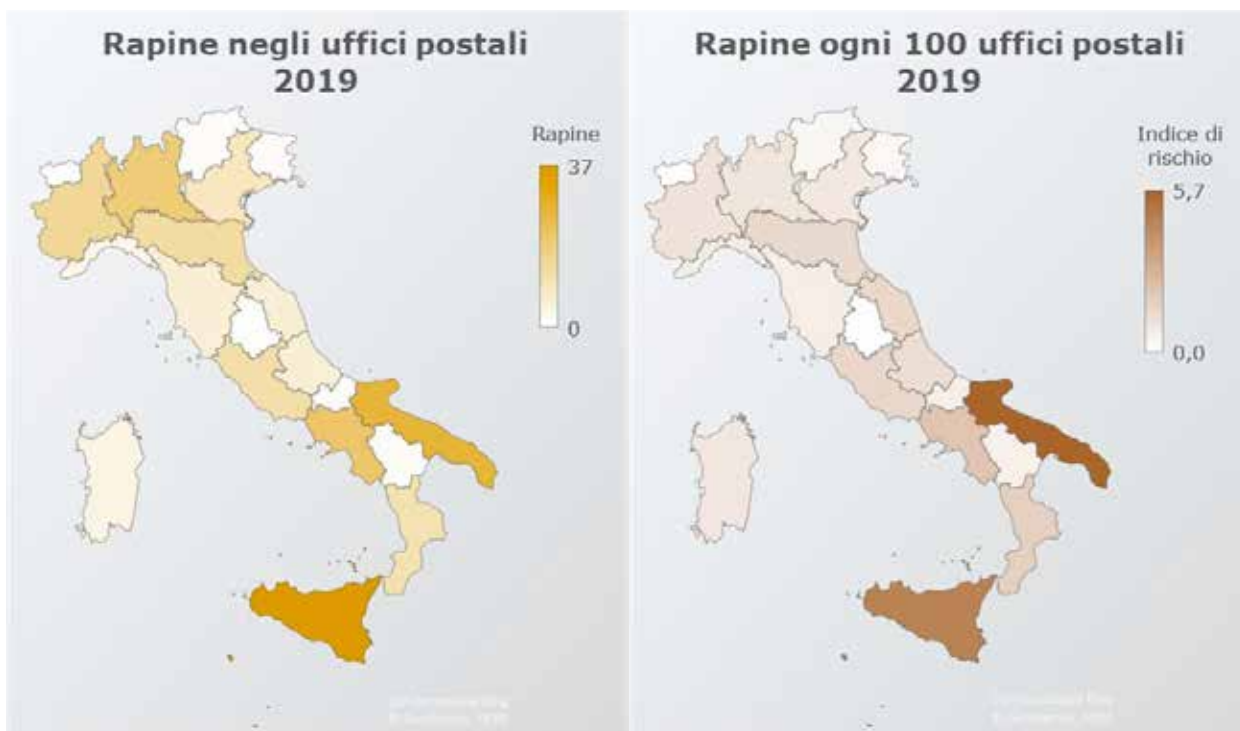 Rapine negli uffici postali
2019
Rapine
37
0
Rapine ogni 100 uffici postali
2019
Indice di
rischio
5,7
0,0